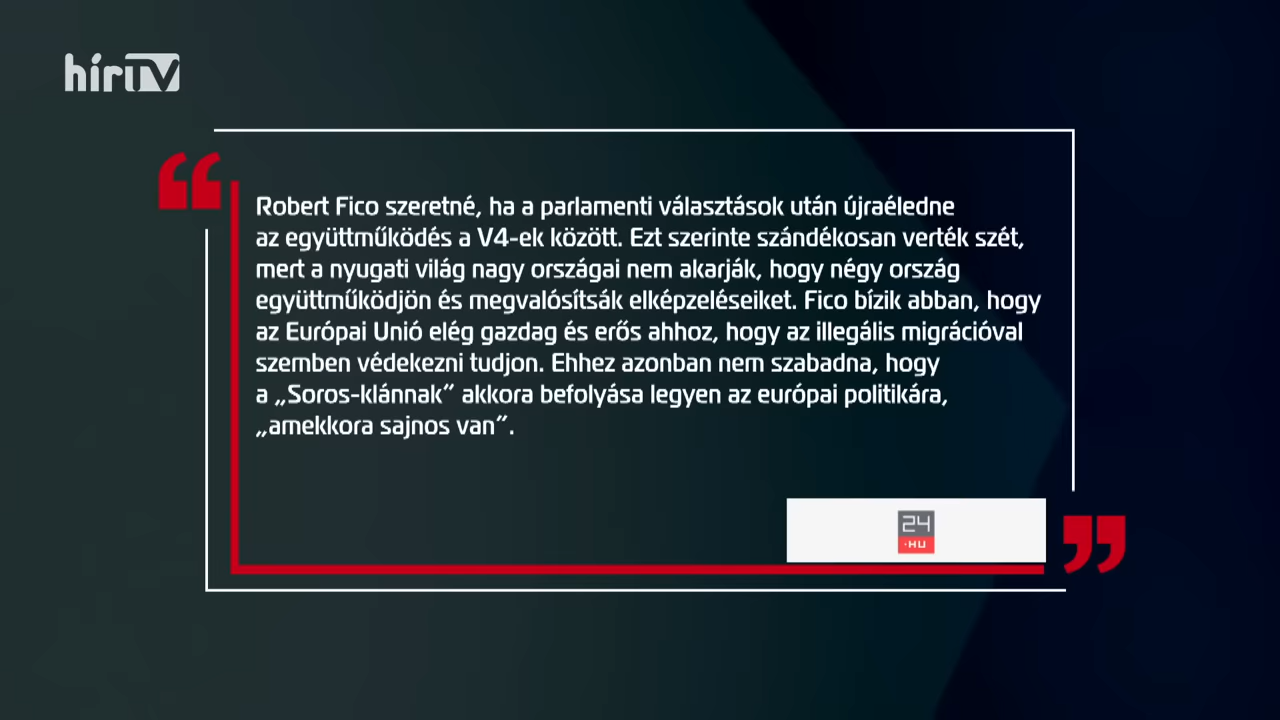 hírTV
Robert Fico szeretné, ha a parlamenti választások után újraéledne
az együttműködés a V4-ek között. Ezt szerinte szándékosan verték szét,
mert a nyugati világ nagy országai nem akarják, hogy négy ország
együttműködjön és megvalósítsák elképzeléseiket. Fico bízik abban, hogy
az Európai Unió elég gazdag és erős ahhoz, hogy az illegális migrációval
szemben védekezni tudjon. Ehhez azonban nem szabadna, hogy
a „Soros-klánnak” akkora befolyása legyen az európai politikára,
„amekkora sajnos van”.
24
.HU